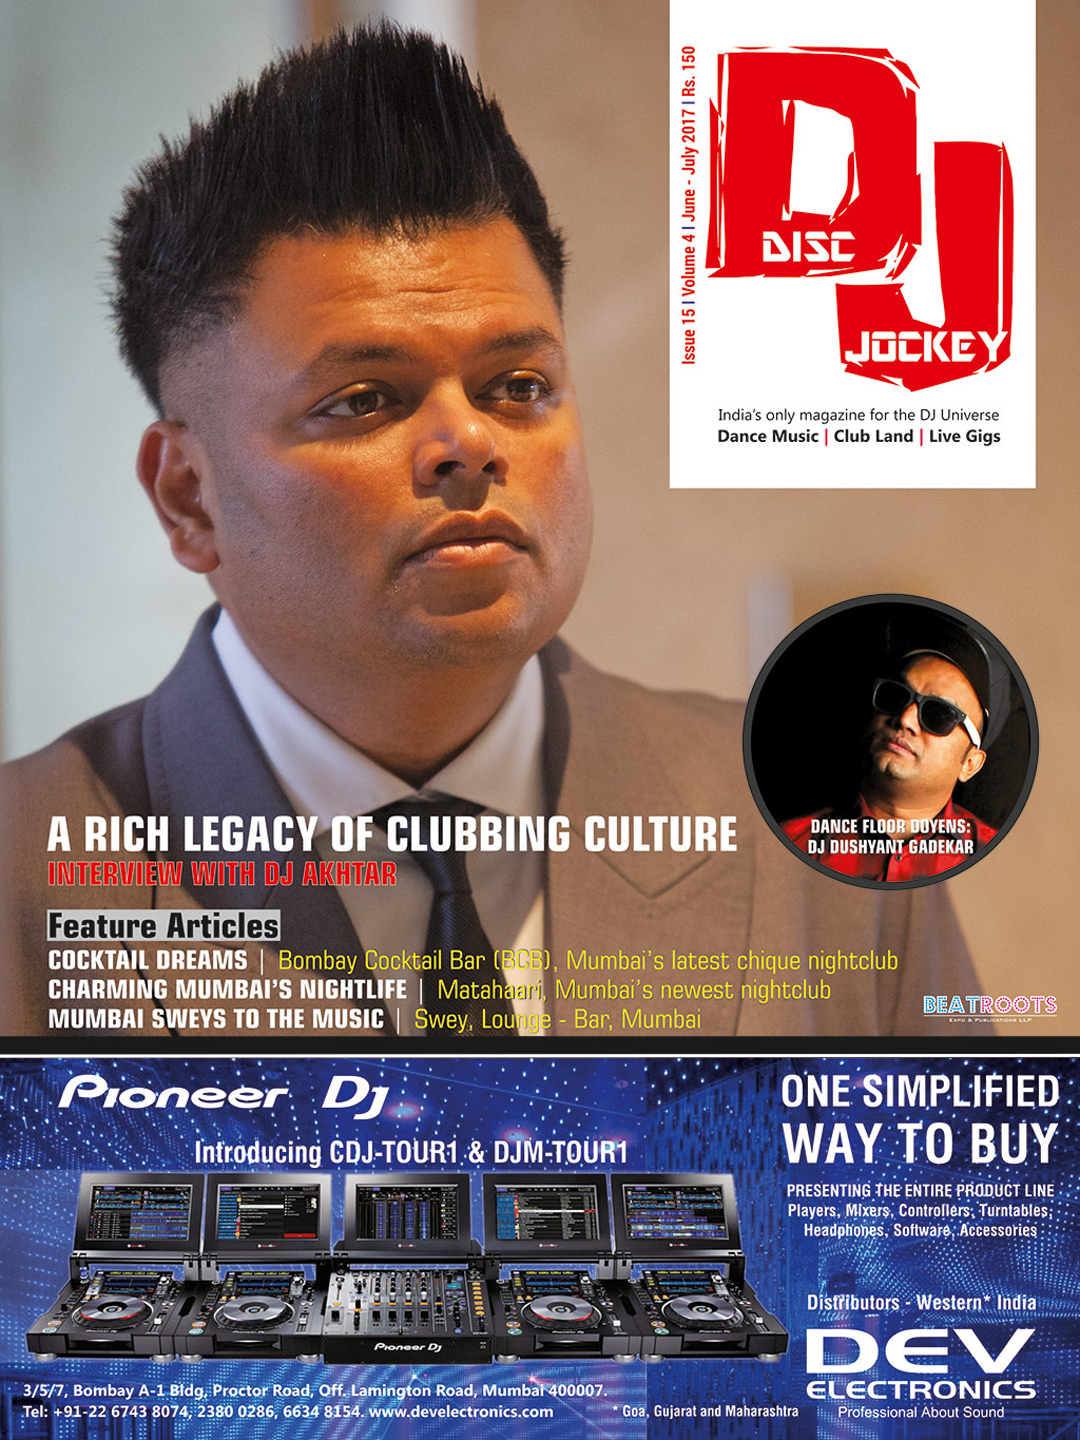 Issue 15 | Volume 4 | June - July 2017 | Rs. 150
DJ
DISC
JOCKEY
India's only magazine for the DJ Universe
Dance Music | Club Land | Live Gigs
DANCE FLOOR DOYENS:
DJ DUSHYANT GADEKAR
A RICH LEGACY OF CLUBBING CULTURE
INTERVIEW WITH DJ AKHTAR
Feature Articles
COCKTAIL DREAMS | Bombay Cocktail Bar (BCB), Mumbai's latest chique nightclub
CHARMING MUMBAI'S NIGHTLIFE | Matahaari, Mumbai's newest nightclub
MUMBAI SWEYS TO THE MUSIC | Swey, Lounge - Bar, Mumbai
BEATROOTS
EXPO & PUBLICATIONS LLP
Pioneer Dj
Introducing CDJ-TOUR1 & DJM-TOUR1
Pioneer Dj
ONE SIMPLIFIED
WAY TO BUY
PRESENTING THE ENTIRE PRODUCT LINE
Players, MIxers, Controllers, Turntables,
Headphones, Software, Accessories
Distributors - Western* India
DEV
ELECTRONICS
Professional About Sound
3/5/7, Bombay A-1 Bldg, Proctor Road, Off. Lamington Road, Mumbai 400007.
Tel: +91-22 6743 8074, 2380 0286, 6634 8154. www.develectronics.com
* Goa, Gujarat and Maharashtra